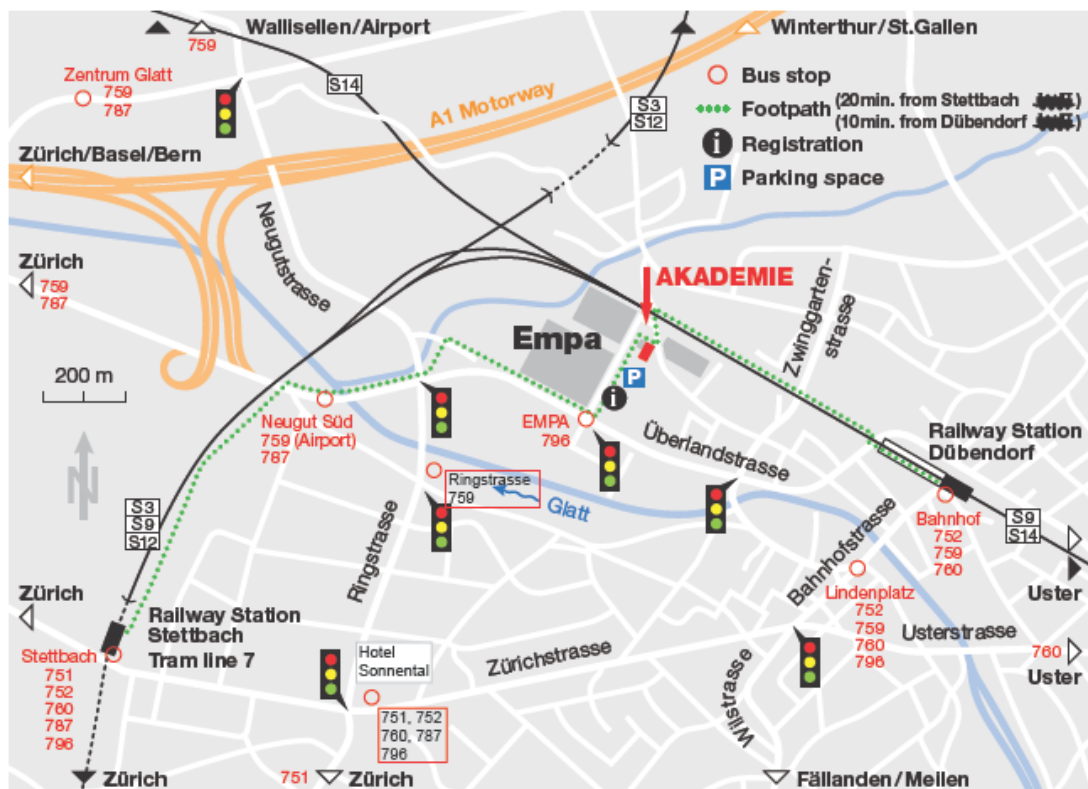 Wallisellen/Airport
759
Winterthur/St.Gallen
Zentrum Glatt
759
787
S14
A1 Motorway
S3
S12
Bus stop
Footpath (20min. from Stettbach )
(10min. from Dübendorf )
i Registration
P Parking space
Zürich/Basel/Bern
Neugutstrasse
Zürich
759
787
AKADEMIE
Empa
Zwinggarten-
strasse
200 m
P
i
N
Neugut Süd
759 (Airport)
787
EMPA
796
Überlandstrasse
Railway Station
Dübendorf
Ringstrasse
759
Glatt
Bahnhof
752
759
760
S9
S14
Uster
S3
S9
S12
Ringstrasse
Bahnhofstrasse
Lindenplatz
752
759
760
796
Usterstrasse
760
Uster
Zürich
Railway Station
Stettbach
Tram line 7
Stettbach
751
752
760
787
796
Hotel
Sonnental
751, 752
760, 787
796
Zürichstrasse
Wilstrasse
Zürich
751
Zürich
Fällanden/Meilen